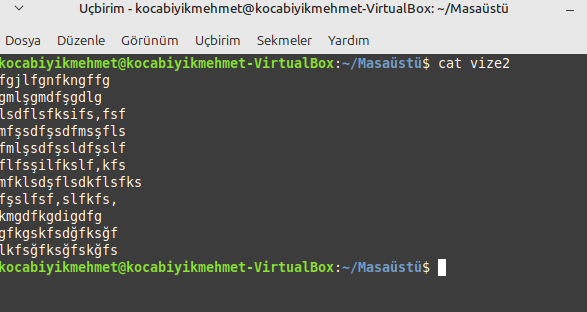 Uçbirim - kocabiyikmehmet@kocabiyikmehmet-VirtualBox: ~/Masaüstü
Dosya Düzenle Görünüm Uçbirim Sekmeler Yardım
kocabiyikmehmet@kocabiyikmehmet-VirtualBox:~/Masaüstü$ cat vize2
fgjlfgnfkngffg
gmlşgmdfşgdlg
lsdflsfksifs,fsf
mfşsdfşsdfmsşfls
fmlşsdfşsldfşslf
flfsşilfkslf,kfs
mfklsdşflsdkflsfks
fşslfsf,slfkfs,
kmgdfkgdigdfg
gfkgskfsdğfksğf
lkfsğfksğfskğfs
kocabiyikmehmet@kocabiyikmehmet-VirtualBox:~/Masaüstü$